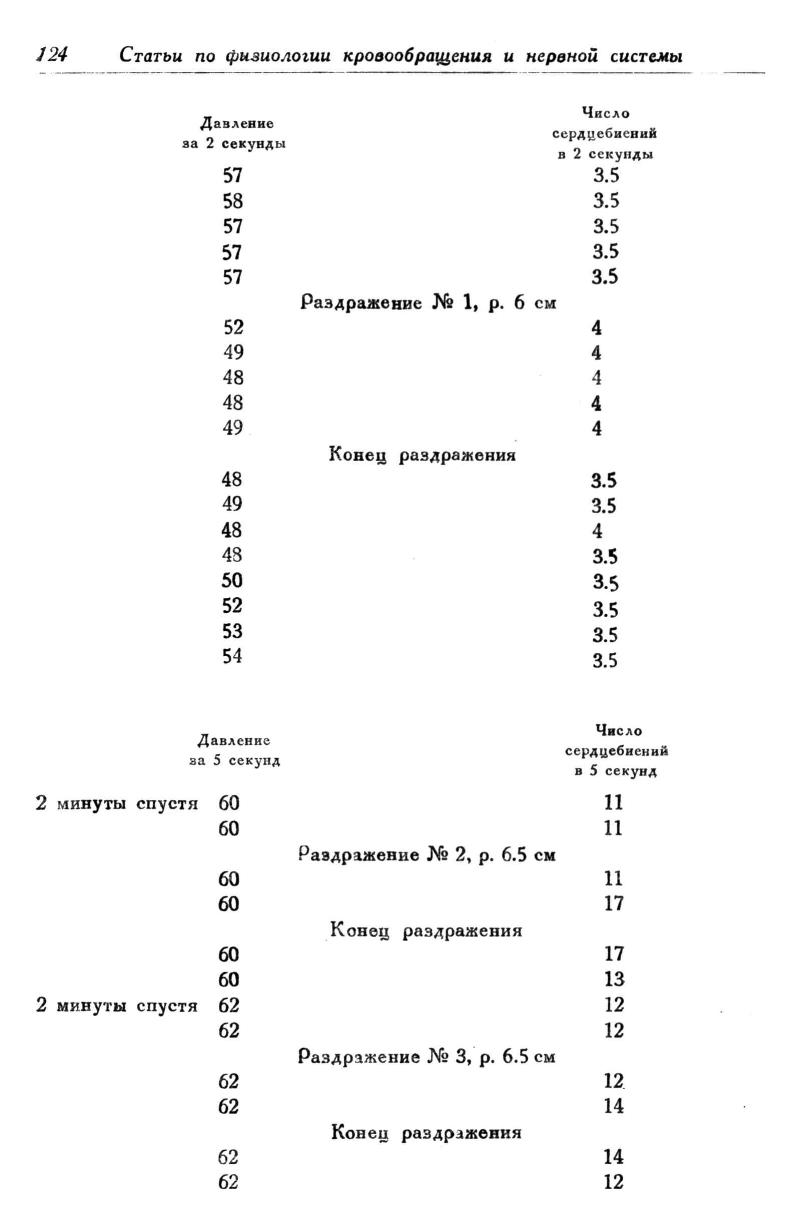 124 Статьи по физиологии кровообращения и нервной системы
Давление
за 2 секунды
Число
сердцебиений
в 2 секунды
57 3.5
58 3.5
57 3.5
57 3.5
57 3.5
Раздражение № 1, р. 6 см
52 4
49 4
48 4
48 4
49 4
Конец раздражения
48 3.5
49 3.5
48 4
48 3.5
50 3.5
52 3.5
53 3.5
54 3.5
Давление
за 5 секунд
Число
сердцебиений
в 5 секунд
2 минуты спустя 60 11
60 11
Раздражение № 2, р. 6.5 см
60 11
60 17
Конец раздражения
60 17
60 13
2 минуты спустя 62 12
62 12
Раздражение № 3, р. 6.5 см
62 12
62 14
Конец раздражения
62 14
62 12